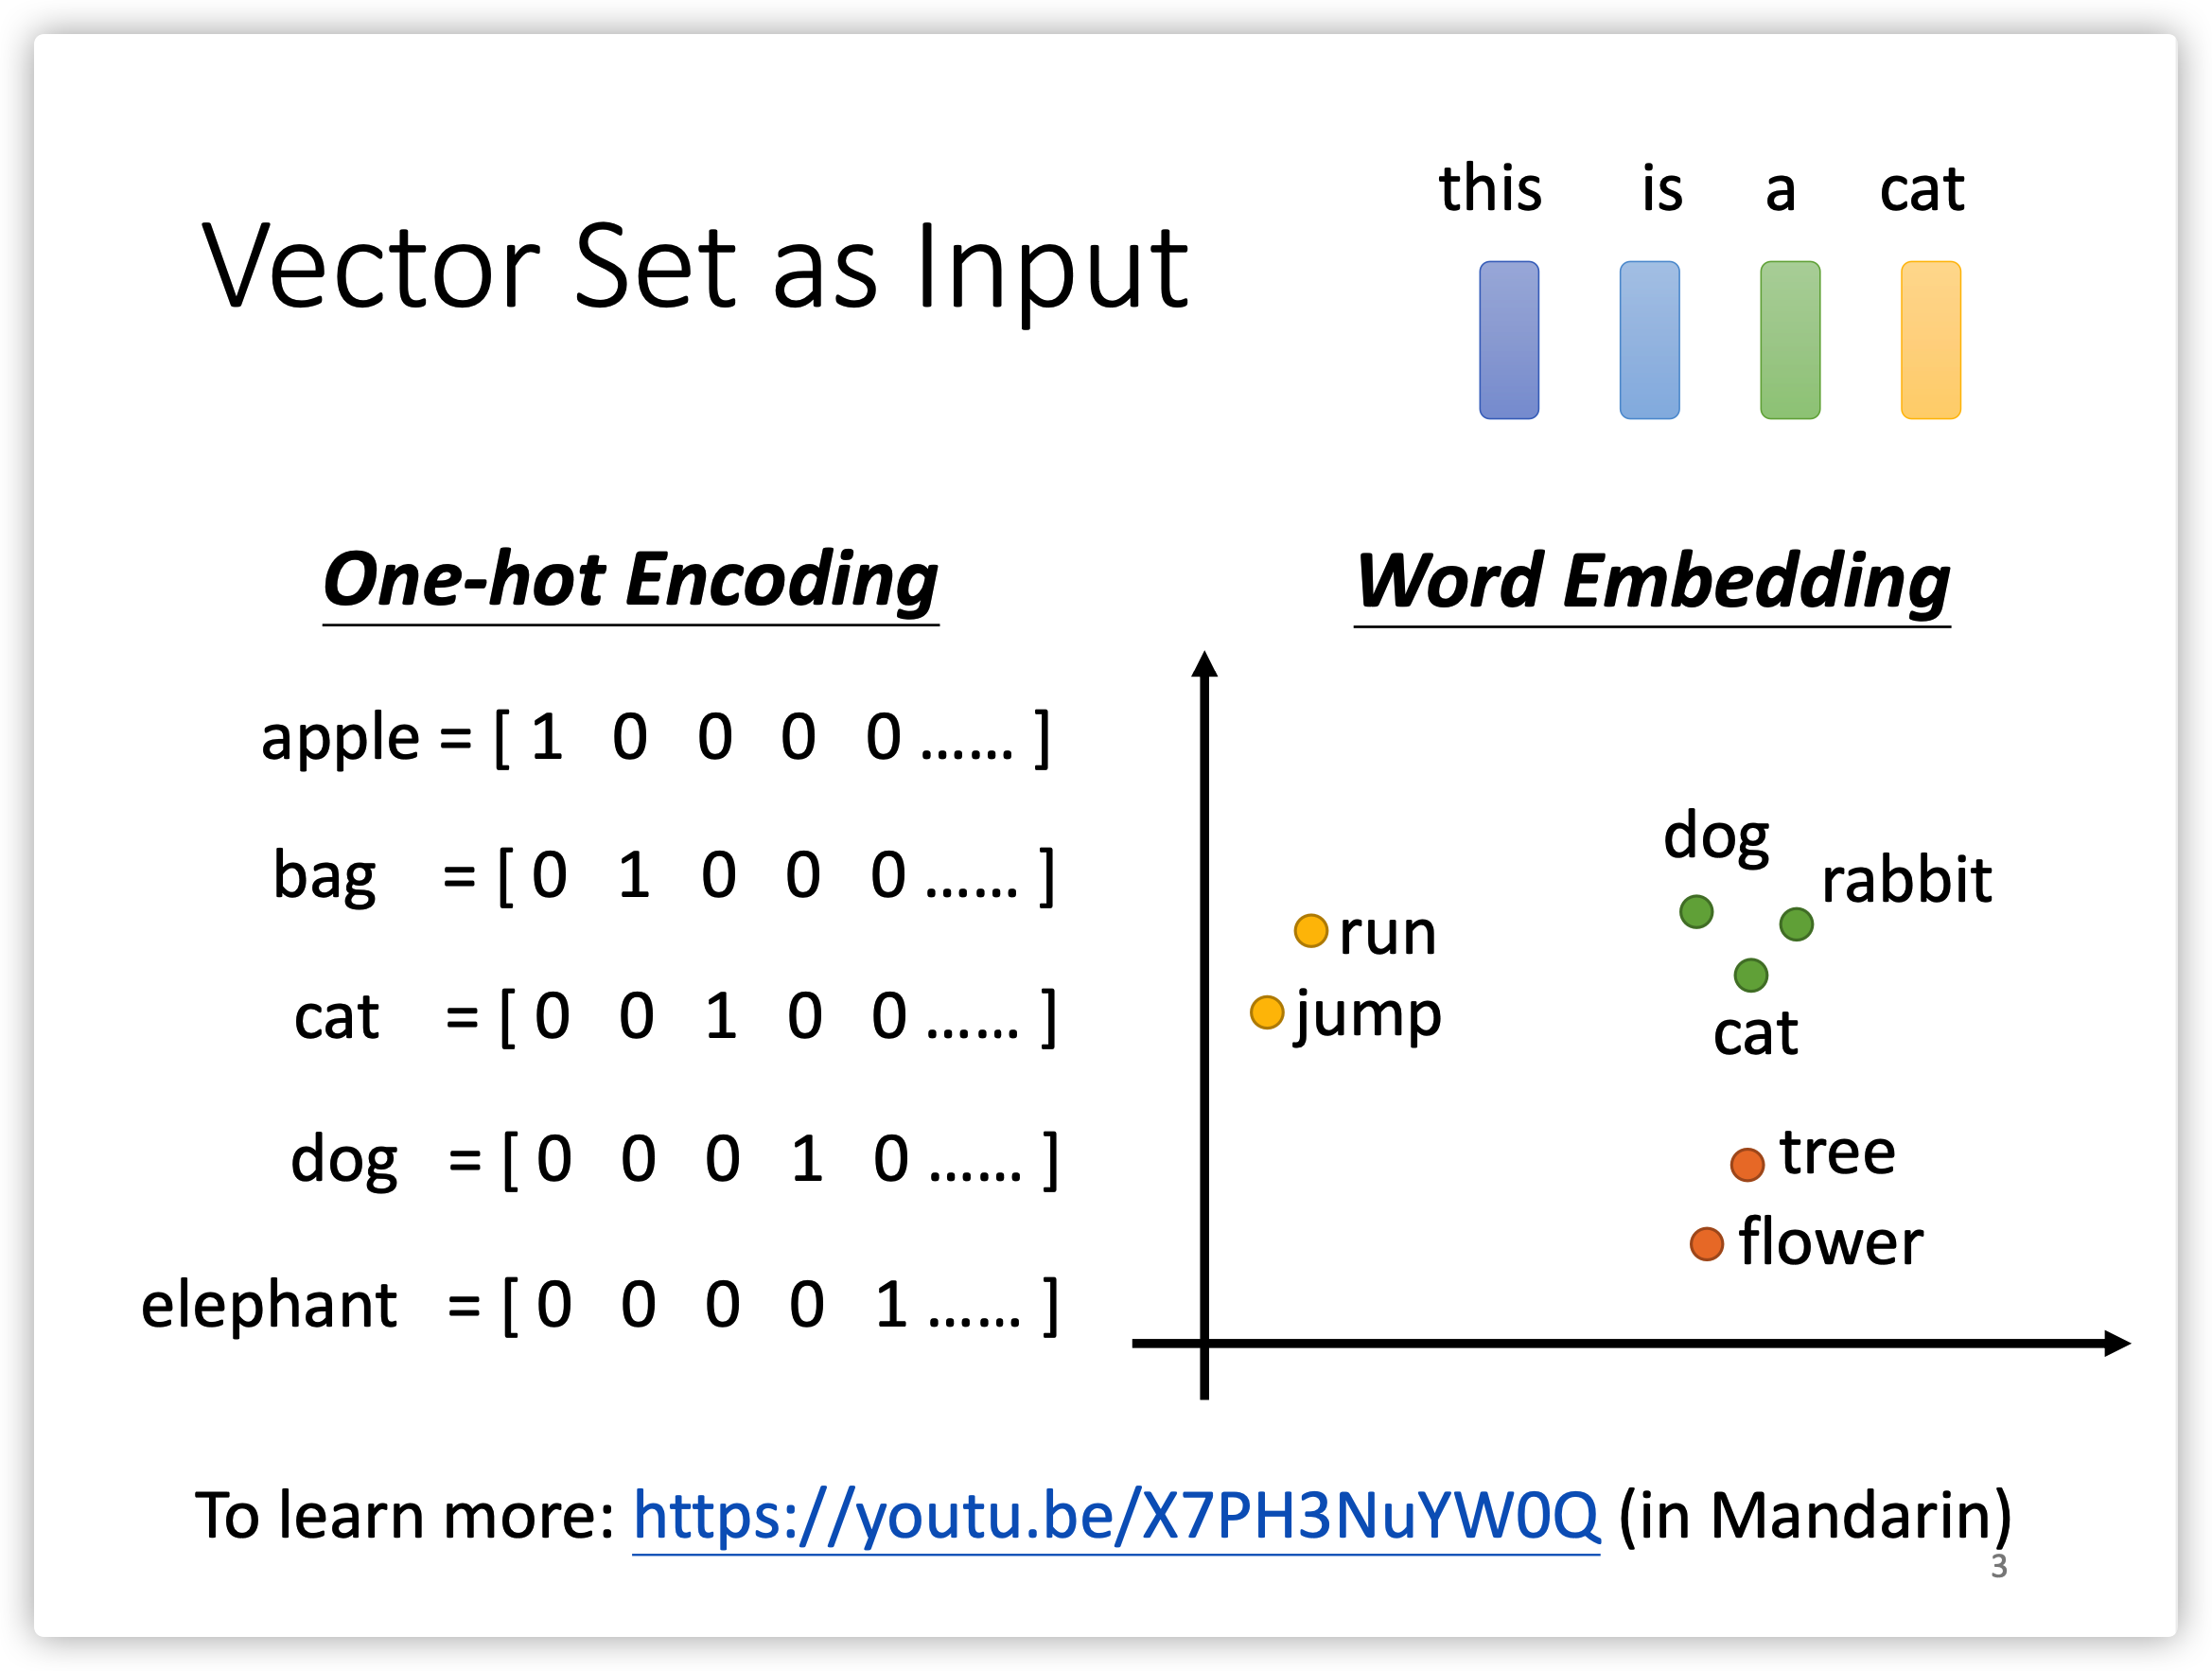 this is a cat
Vector Set as Input
One-hot Encoding
apple = [ 1 0 0 0 0 …… ]
bag = [ 0 1 0 0 0 …… ]
cat = [ 0 0 1 0 0 …… ]
dog = [ 0 0 0 1 0 …… ]
elephant = [ 0 0 0 0 1 …… ]
Word Embedding
dog
rabbit
run
jump
cat
tree
flower
To learn more: https://youtu.be/X7PH3NuYW0Q (in Mandarin)
3